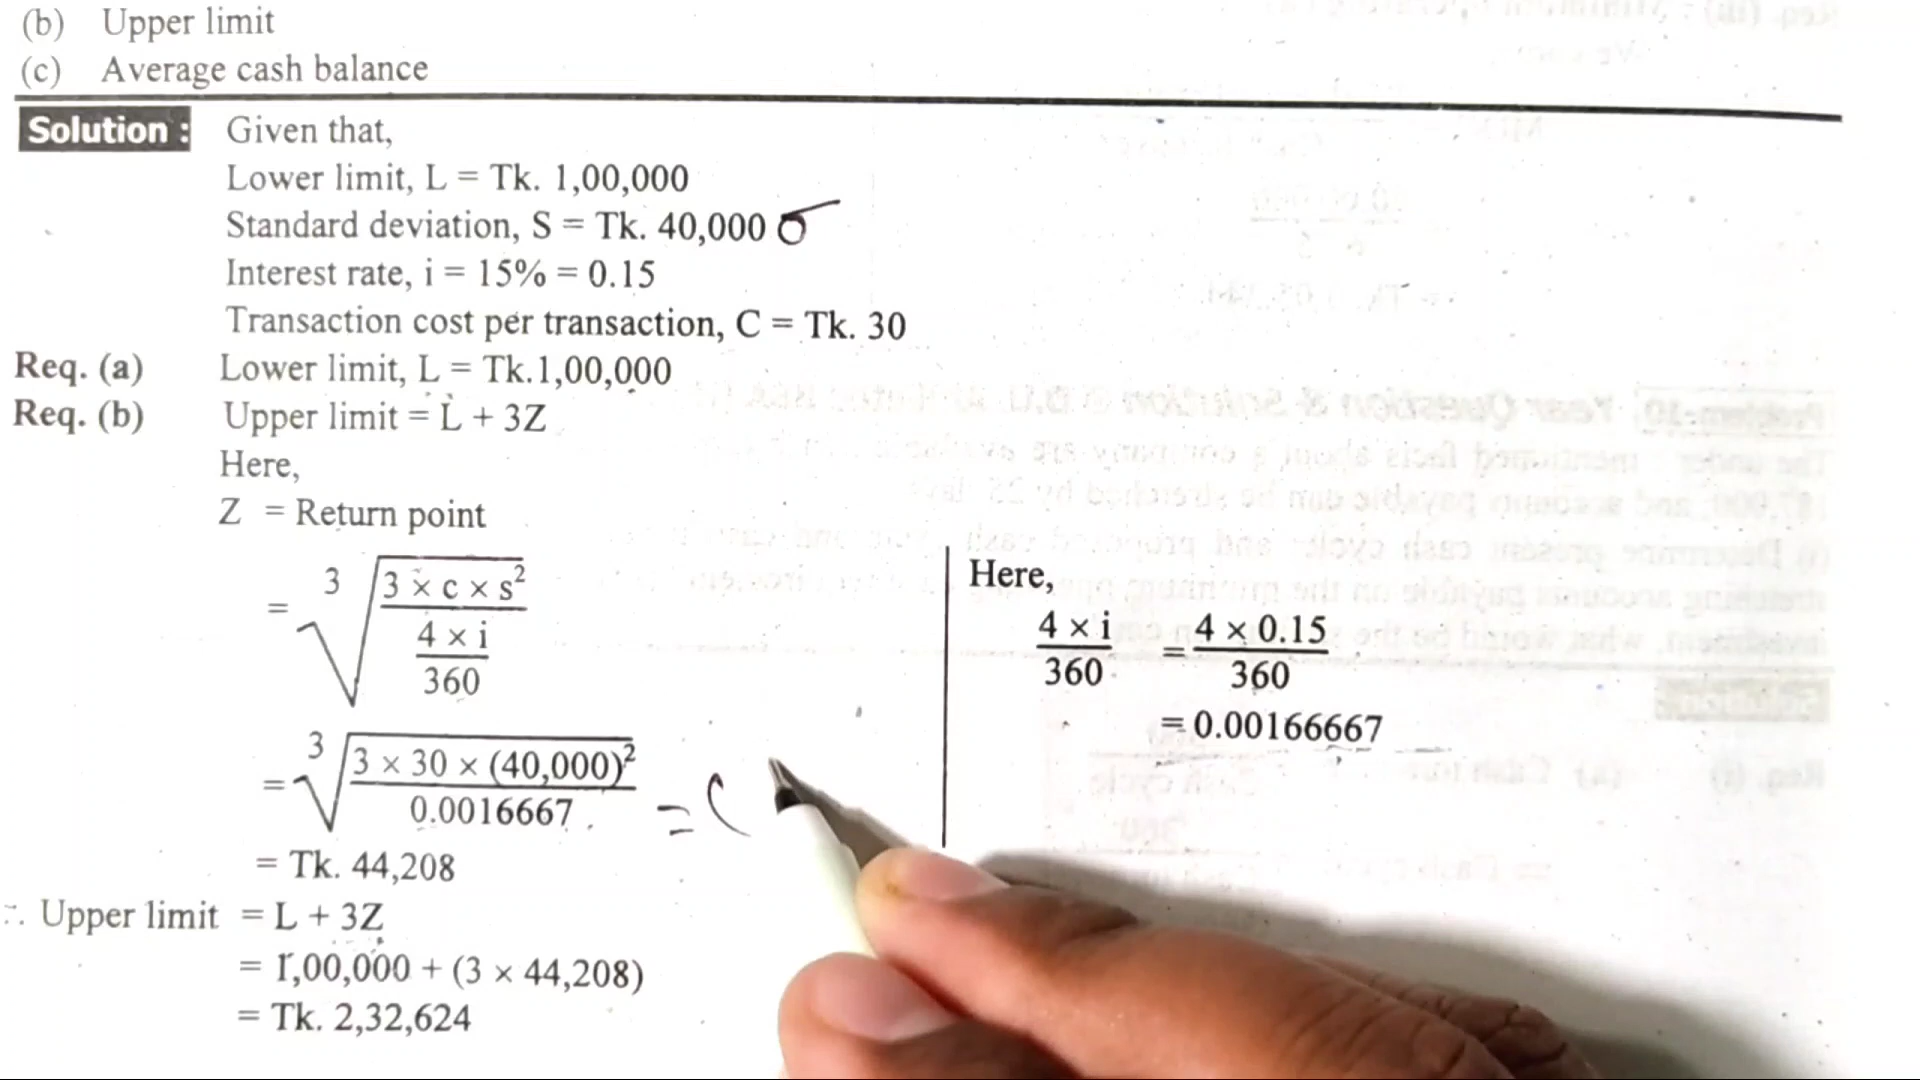 (b) Upper limit
(c) Average cash balance
Solution : Given that,
Lower limit, L = Tk. 1,00,000
Standard deviation, S = Tk. 40,000 σ
Interest rate, i = 15% = 0.15
Transaction cost per transaction, C = Tk. 30
Req. (a) Lower limit, L = Tk.1,00,000
Req. (b) Upper limit = L + 3Z
Here,
Z = Return point
= 3√ 3 × c × s²
4 × i
360
= 3√ 3 × 30 × (40,000)²
0.0016667
= (
= Tk. 44,208
∴ Upper limit = L + 3Z
= 1,00,000 + (3 × 44,208)
= Tk. 2,32,624
Here,
4 × i = 4 × 0.15
360 360
= 0.00166667